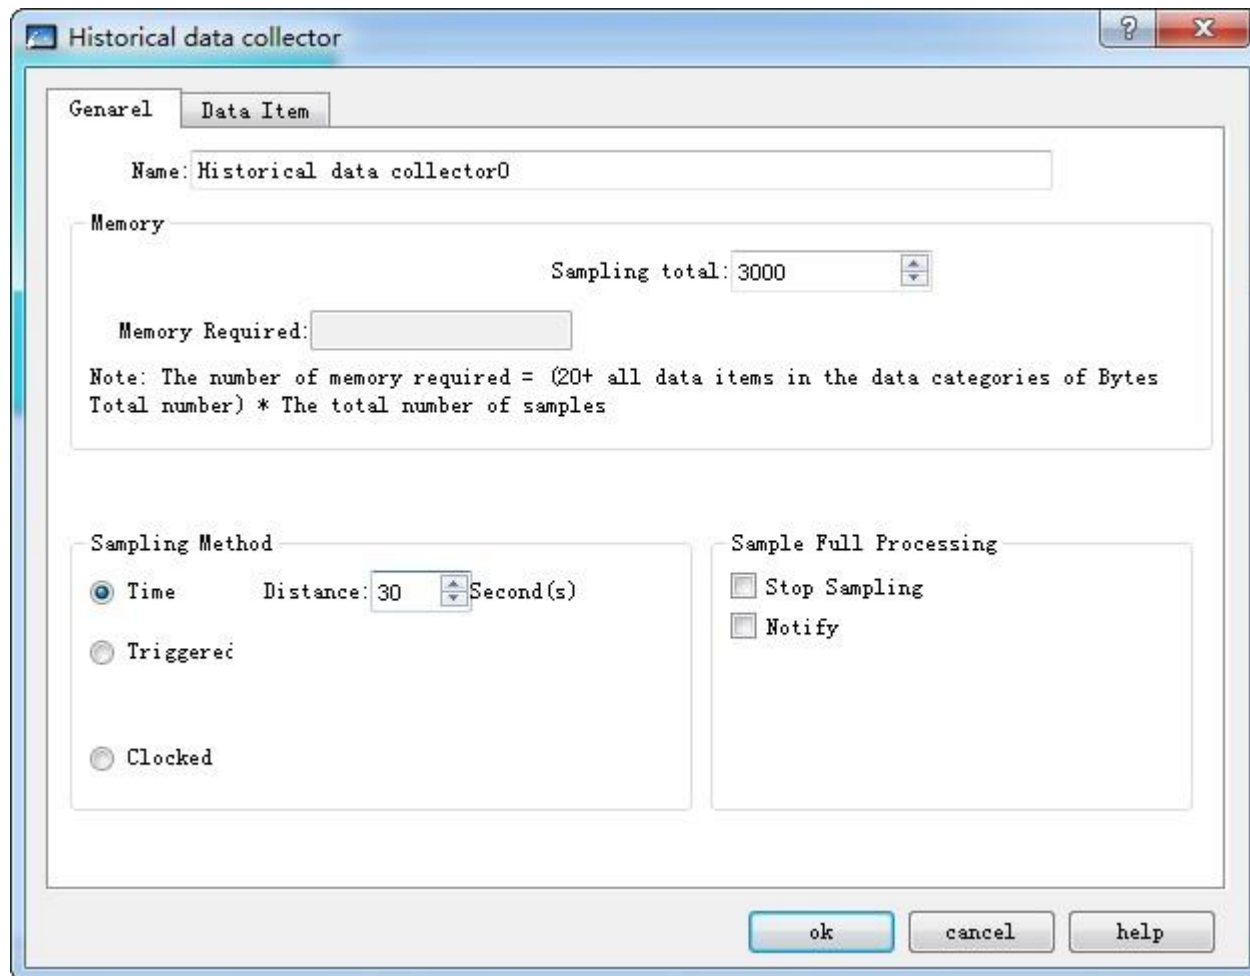 Historical data collector
Genarel
Data Item
Name: Historical data collector0
Memory
Sampling total: 3000
Memory Required:
Note: The number of memory required = (20+ all data items in the data categories of Bytes
Total number) * The total number of samples
Sampling Method
Time Distance: 30 Second(s)
Triggered
Clocked
Sample Full Processing
Stop Sampling
Notify
ok cancel help